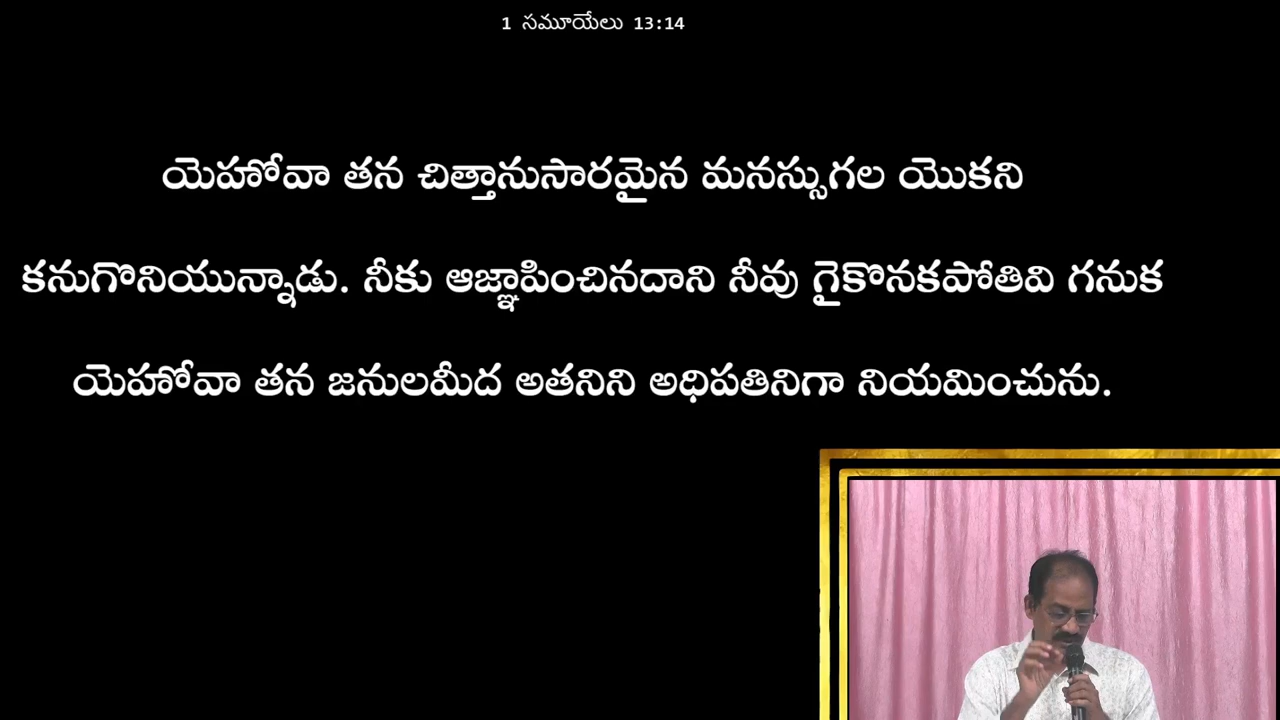 1 సమూయేలు 13:14
యెహోవా తన చిత్తానుసారమైన మనస్సుగల యొకని
కనుగొనియున్నాడు. నీకు ఆజ్ఞాపించినదాని నీవు గైకొనకపోతివి గనుక
యెహోవా తన జనులమీద అతనిని అధిపతినిగా నియమించును.